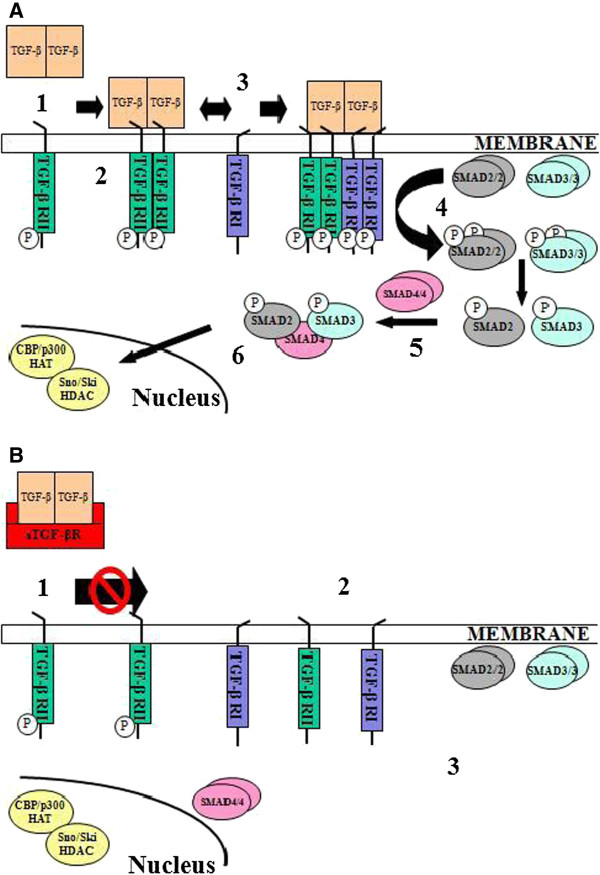 A
TGF-β TGF-β
1
TGF-β TGF-β
3
TGF-β TGF-β
MEMBRANE
2
TGF-β RII
P
TGF-β RII
P
TGF-β RII
P
TGF-β RI
TGF-β RII
P
TGF-β RII
P
TGF-β RI
P
TGF-β RI
P
SMAD2/2
SMAD3/3
4
P P
SMAD2/2
P P
SMAD3/3
SMAD4/4
P
SMAD2
P
SMAD3
5
P
SMAD2
P
SMAD3
SMAD4
6
CBP/p300
HAT
Sno/Ski
HDAC
Nucleus
B
TGF-β TGF-β
sTGF-βR
1
2
MEMBRANE
TGF-β RII
P
TGF-β RII
P
TGF-β RI
TGF-β RII
TGF-β RI
SMAD2/2
SMAD3/3
3
SMAD4/4
CBP/p300
HAT
Sno/Ski
HDAC
Nucleus